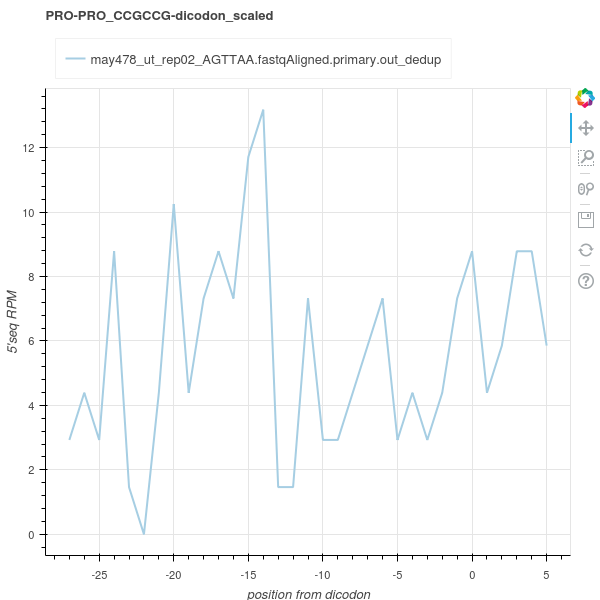 PRO-PRO_CCGCCG-dicodon_scaled
may478_ut_rep02_AGTTAA.fastqAligned.primary.out_dedup
12
10
8
6
4
2
0
5'seq RPM
-25 -20 -15 -10 -5 0 5
position from dicodon